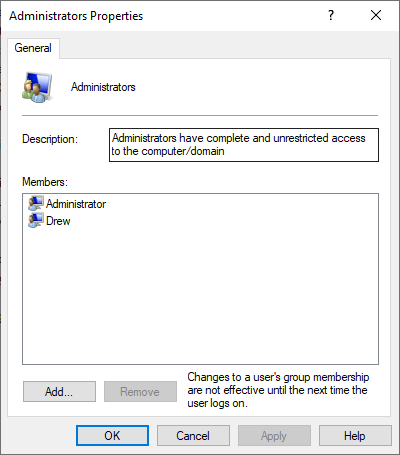 Administrators Properties
?
General
Administrators
Description:
Administrators have complete and unrestricted access
to the computer/domain
Members:
Administrator
Drew
Add...
Remove
Changes to a user's group membership
are not effective until the next time the
user logs on.
OK
Cancel
Apply
Help